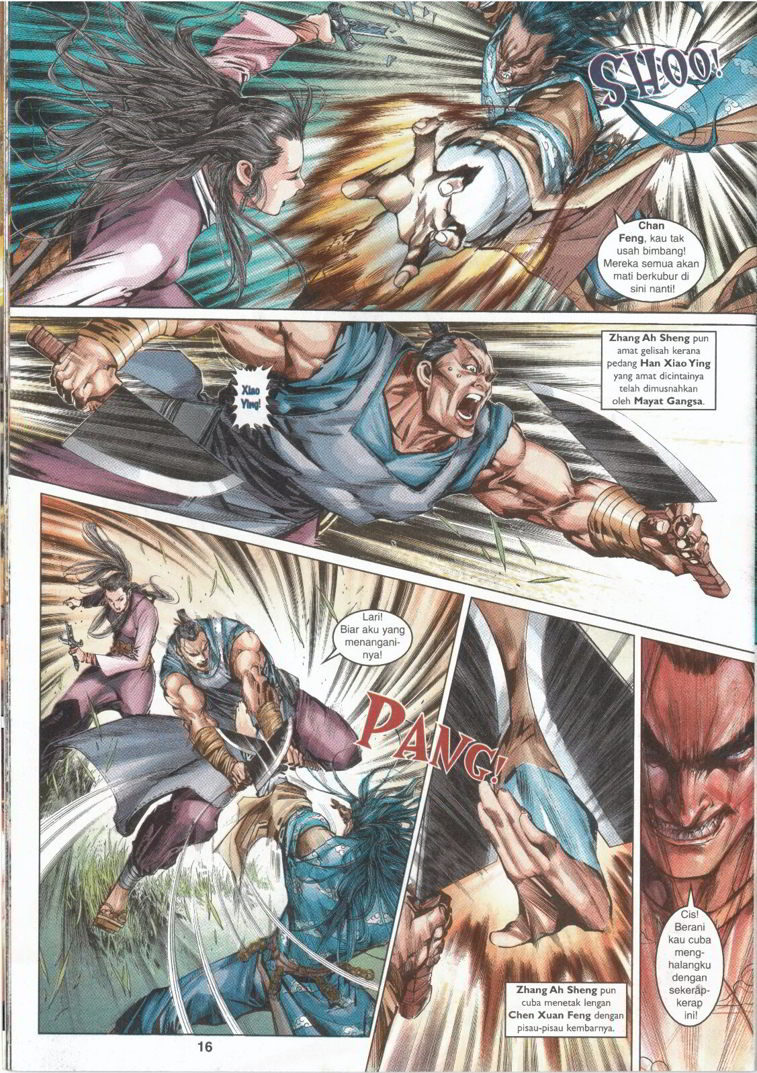 SHOO!
Chan
Feng, kau tak
usah bimbang!
Mereka semua akan
mati berkubur di
sini nanti!
Xiao
Ying!
Zhang Ah Sheng pun
amat gelisah kerana
pedang Han Xiao Ying
yang amat dicintainya
telah dimusnahkan
oleh Mayat Gangsa.
Lari!
Biar aku yang
menangani-
nya!
PANG!
Zhang Ah Sheng pun
cuba menetak lengan
Chen Xuan Feng dengan
pisau-pisau kembarnya.
Cis!
Berani
kau cuba
meng-
halangku
dengan
sekerap-
kerap
ini!
16